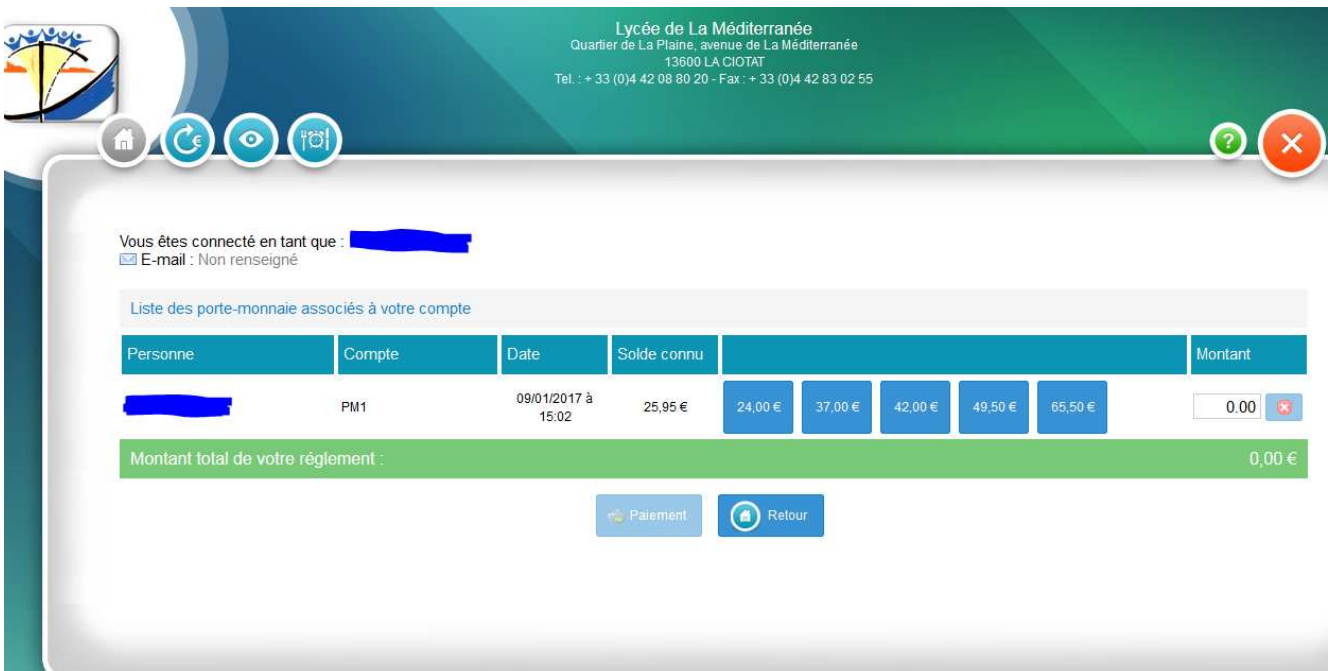 Lycée de La Méditerranée
Quartier de La Plaine, avenue de La Méditerranée
13600 LA CIOTAT
Tel. : + 33 (0)4 42 08 80 20 - Fax : + 33 (0)4 42 83 02 55
?
Vous êtes connecté en tant que :
E-mail : Non renseigné
Liste des porte-monnaie associés à votre compte
Personne Compte Date Solde connu Montant
PM1 09/01/2017 à 15:02 25,95 € 24,00 € 37,00 € 42,00 € 49,50 € 65,50 € 0.00
Montant total de votre réglement : 0,00 €
Paiement Retour